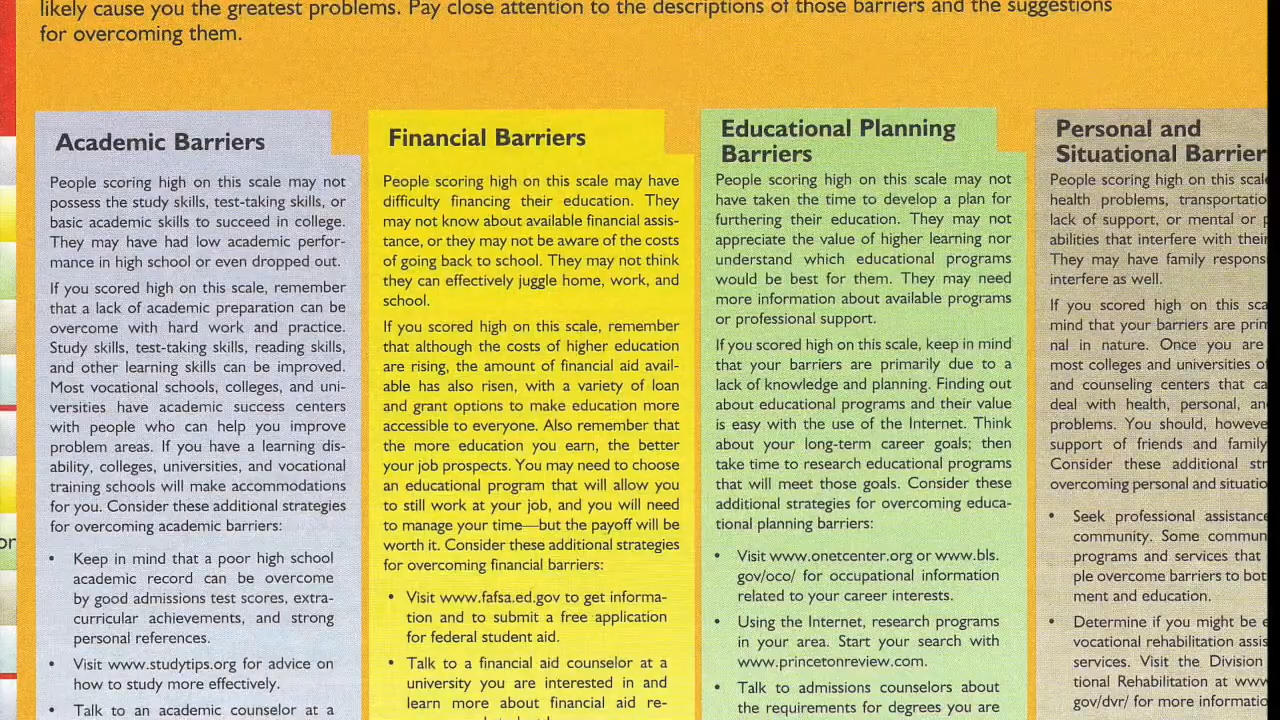 likely cause you the greatest problems. Pay close attention to the descriptions of those barriers and the suggestions
for overcoming them.
Academic Barriers
People scoring high on this scale may not
possess the study skills, test-taking skills, or
basic academic skills to succeed in college.
They may have had low academic perfor-
mance in high school or even dropped out.
If you scored high on this scale, remember
that a lack of academic preparation can be
overcome with hard work and practice.
Study skills, test-taking skills, reading skills,
and other learning skills can be improved.
Most vocational schools, colleges, and uni-
versities have academic success centers
with people who can help you improve
problem areas. If you have a learning dis-
ability, colleges, universities, and vocational
training schools will make accommodations
for you. Consider these additional strategies
for overcoming academic barriers:
• Keep in mind that a poor high school
academic record can be overcome
by good admissions test scores, extra-
curricular achievements, and strong
personal references.
• Visit www.studytips.org for advice on
how to study more effectively.
• Talk to an academic counselor at a
Financial Barriers
People scoring high on this scale may have
difficulty financing their education. They
may not know about available financial assis-
tance, or they may not be aware of the costs
of going back to school. They may not think
they can effectively juggle home, work, and
school.
If you scored high on this scale, remember
that although the costs of higher education
are rising, the amount of financial aid avail-
able has also risen, with a variety of loan
and grant options to make education more
accessible to everyone. Also remember that
the more education you earn, the better
your job prospects. You may need to choose
an educational program that will allow you
to still work at your job, and you will need
to manage your time—but the payoff will be
worth it. Consider these additional strategies
for overcoming financial barriers:
• Visit www.fafsa.ed.gov to get informa-
tion and to submit a free application
for federal student aid.
• Talk to a financial aid counselor at a
university you are interested in and
learn more about financial aid re-
Educational Planning
Barriers
People scoring high on this scale may not
have taken the time to develop a plan for
furthering their education. They may not
appreciate the value of higher learning nor
understand which educational programs
would be best for them. They may need
more information about available programs
or professional support.
If you scored high on this scale, keep in mind
that your barriers are primarily due to a
lack of knowledge and planning. Finding out
about educational programs and their value
is easy with the use of the Internet. Think
about your long-term career goals; then
take time to research educational programs
that will meet those goals. Consider these
additional strategies for overcoming educa-
tional planning barriers:
• Visit www.onetcenter.org or www.bls.
gov/oco/ for occupational information
related to your career interests.
• Using the Internet, research programs
in your area. Start your search with
www.princetonreview.com.
• Talk to admissions counselors about
the requirements for degrees you are
Personal and
Situational Barrier
People scoring high on this scal
health problems, transportatio
lack of support, or mental or
abilities that interfere with their
They may have family respons
interfere as well.
If you scored high on this sca
mind that your barriers are prin
nal in nature. Once you are
most colleges and universities o
and counseling centers that ca
deal with health, personal, an
problems. You should, howeve
support of friends and family
Consider these additional str
overcoming personal and situatio
• Seek professional assistance
community. Some commun
programs and services that
ple overcome barriers to bot
ment and education.
• Determine if you might be e
vocational rehabilitation assis
services. Visit the Division
tional Rehabilitation at www
gov/dvr/ for more informatio